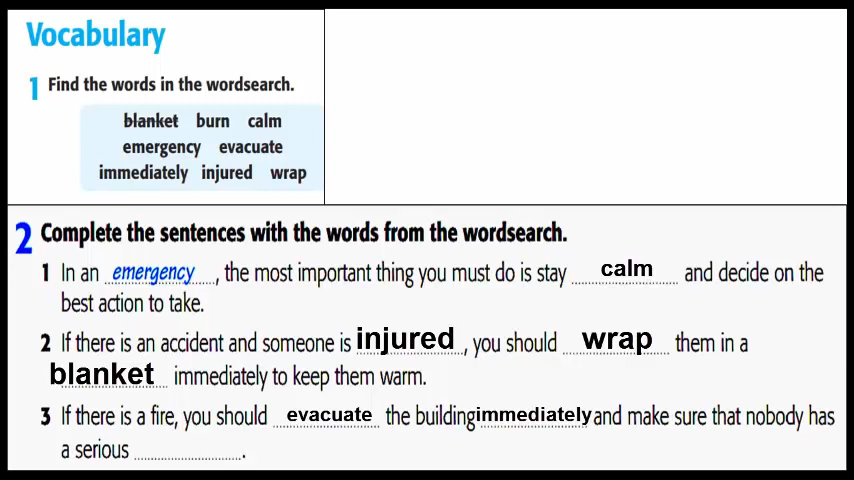 Vocabulary
1 Find the words in the wordsearch.
blanket burn calm
emergency evacuate
immediately injured wrap
2 Complete the sentences with the words from the wordsearch.
1 In an emergency, the most important thing you must do is stay calm and decide on the
best action to take.
2 If there is an accident and someone is injured, you should wrap them in a
blanket immediately to keep them warm.
3 If there is a fire, you should evacuate the building immediately and make sure that nobody has
a serious ....................